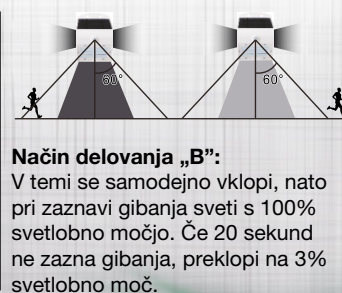 60° 60°
Način delovanja „B”:
V temi se samodejno vklopi, nato
pri zaznavi gibanja sveti s 100%
svetlobno močjo. Če 20 sekund
ne zazna gibanja, preklopi na 3%
svetlobno moč.